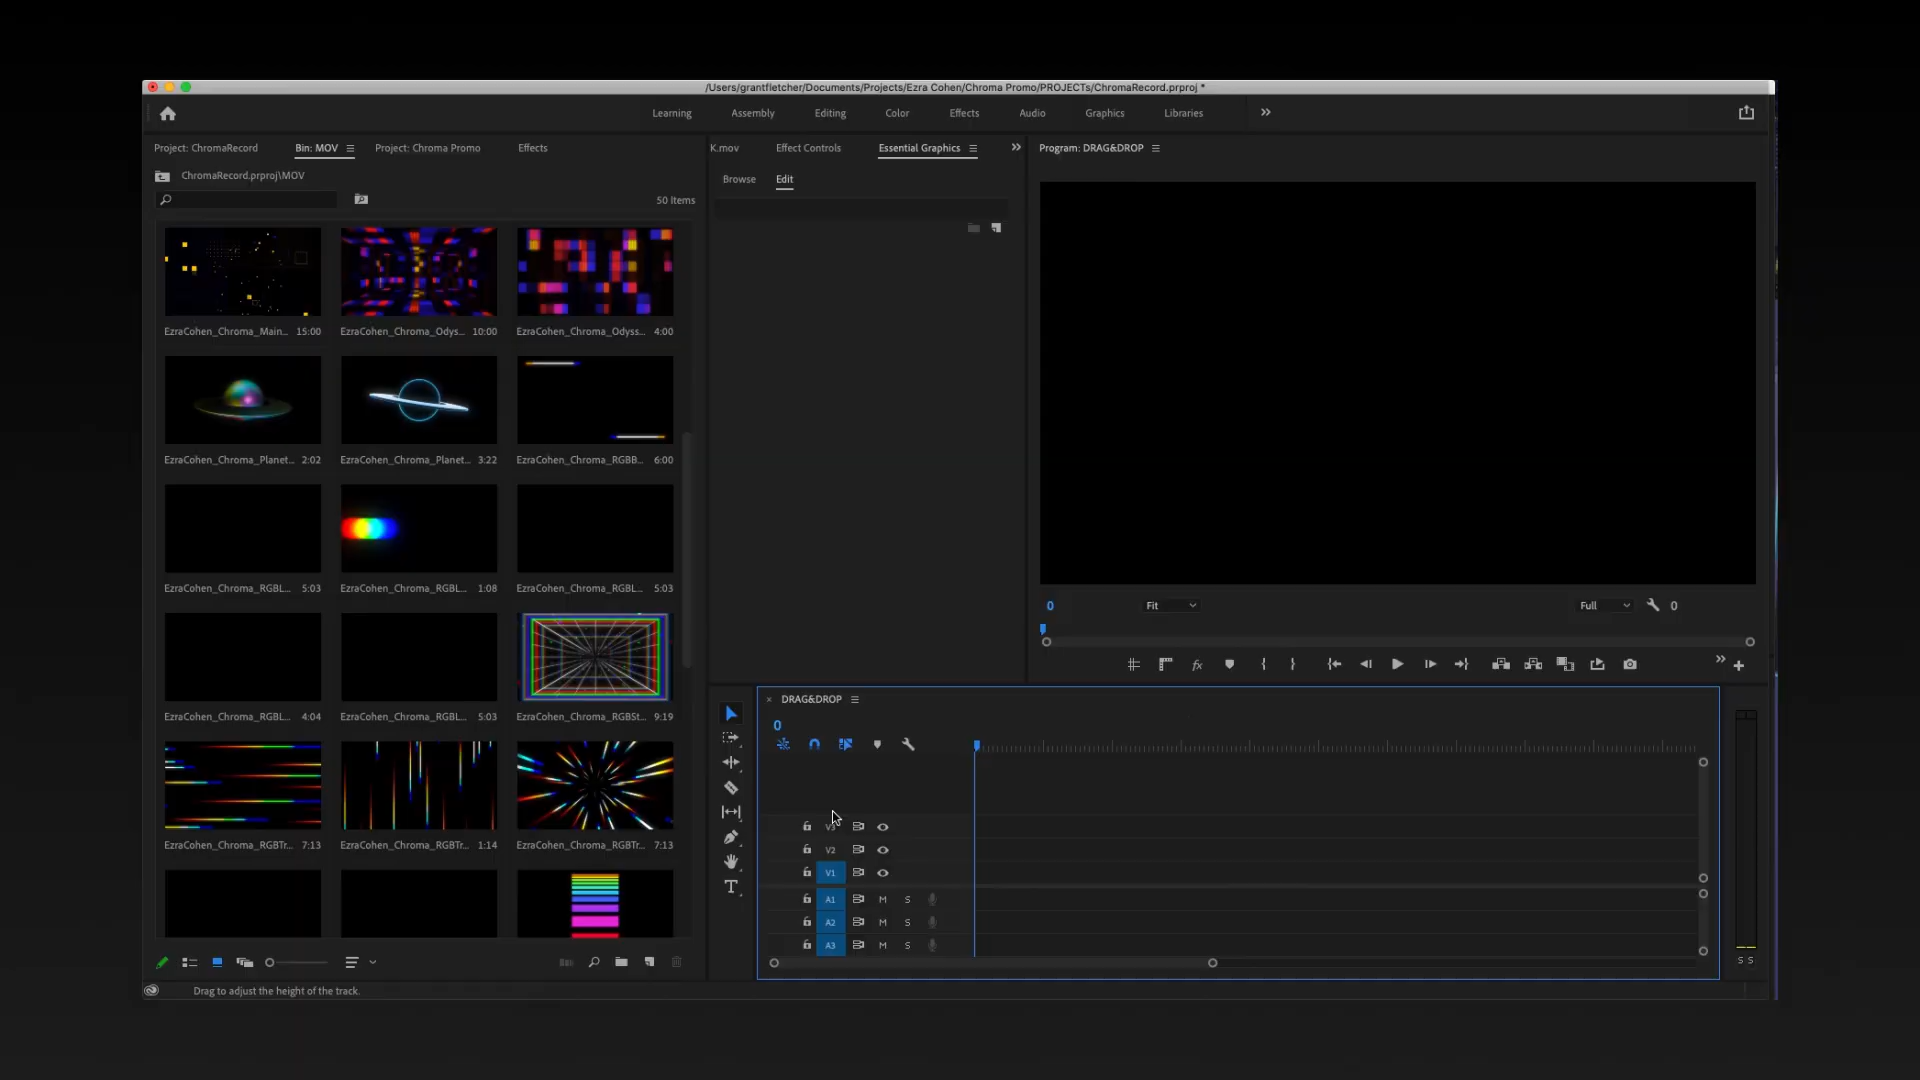 /Users/grantfletcher/Documents/Projects/Ezra Cohen/Chroma Promo/PROJECTs/ChromaRecord.prproj *
Learning Assembly Editing Color Effects Audio Graphics Libraries
Project: ChromaRecord Bin: MOV Project: Chroma Promo Effects
K.mov Effect Controls Essential Graphics Program: DRAG&DROP
ChromaRecord.prproj\MOV
Browse Edit
50 Items
EzraCohen_Chroma_Main... 15:00 EzraCohen_Chroma_Odys... 10:00 EzraCohen_Chroma_Odyss... 4:00
EzraCohen_Chroma_Planet... 2:02 EzraCohen_Chroma_Planet... 3:22 EzraCohen_Chroma_RGBB... 6:00
EzraCohen_Chroma_RGBL... 5:03 EzraCohen_Chroma_RGBL... 1:08 EzraCohen_Chroma_RGBL... 5:03
EzraCohen_Chroma_RGBL... 4:04 EzraCohen_Chroma_RGBL... 5:03 EzraCohen_Chroma_RGBSt... 9:19
EzraCohen_Chroma_RGBTr... 7:13 EzraCohen_Chroma_RGBTr... 1:14 EzraCohen_Chroma_RGBTr... 7:13
0 Fit Full 0
fx
× DRAG&DROP
0
V3
V2
V1
A1 M S
A2 M S
A3 M S
S S
T
Drag to adjust the height of the track.